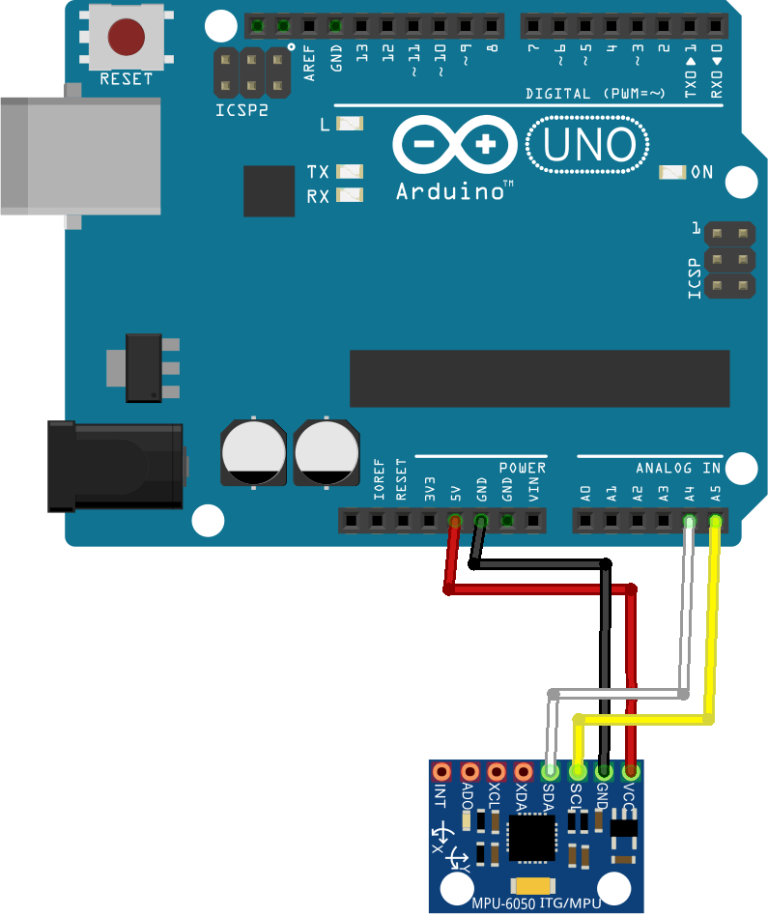 RESET
ICSP2
AREF
GND
13
12
~11
~10
~9
8
7
~6
~5
4
~3
2
TX0▶1
RX0◀0
DIGITAL (PWM=~)
L
TX
RX
Arduino™
UNO
ON
1
ICSP
POWER
ANALOG IN
IOREF
RESET
3V3
5V
GND
GND
VIN
A0
A1
A2
A3
A4
A5
INT
ADO
XCL
XDA
SDA
SCL
GND
VCC
X
Y
MPU-6050 ITG/MPU